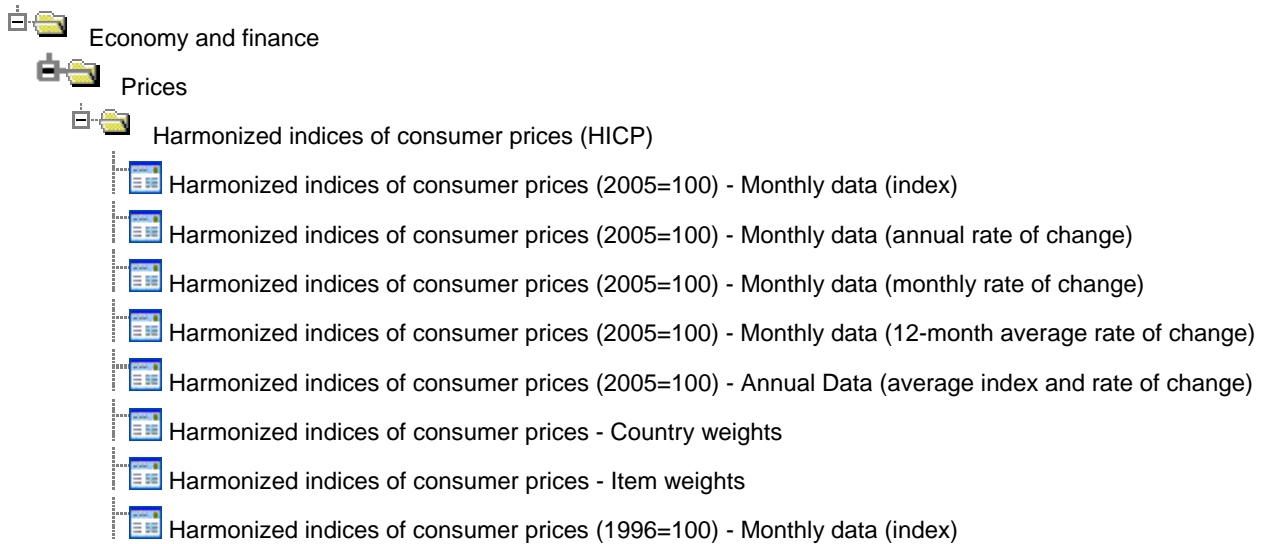 Economy and finance
Prices
Harmonized indices of consumer prices (HICP)
Harmonized indices of consumer prices (2005=100) - Monthly data (index)
Harmonized indices of consumer prices (2005=100) - Monthly data (annual rate of change)
Harmonized indices of consumer prices (2005=100) - Monthly data (monthly rate of change)
Harmonized indices of consumer prices (2005=100) - Monthly data (12-month average rate of change)
Harmonized indices of consumer prices (2005=100) - Annual Data (average index and rate of change)
Harmonized indices of consumer prices - Country weights
Harmonized indices of consumer prices - Item weights
Harmonized indices of consumer prices (1996=100) - Monthly data (index)